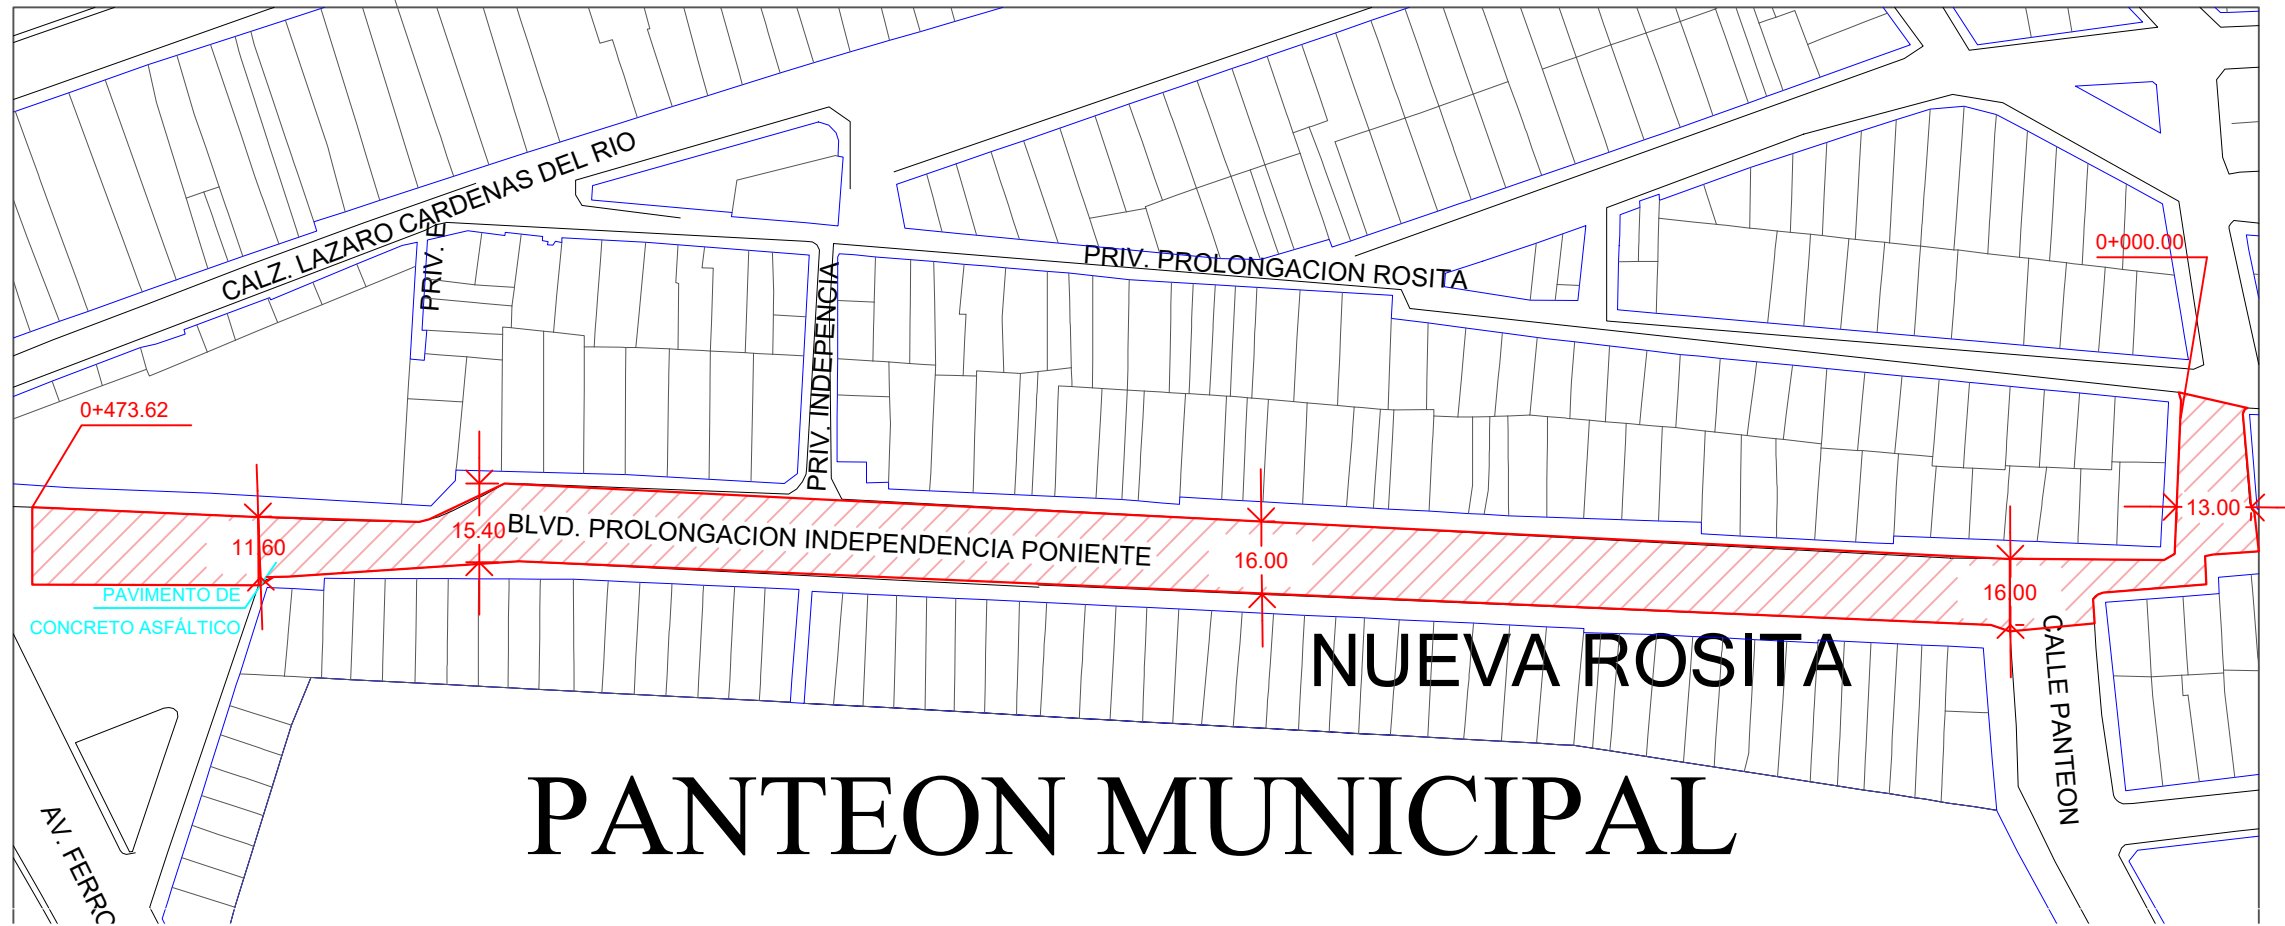 CALZ. LAZARO CARDENAS DEL RIO
PRIV. E
PRIV. INDEPENCIA
PRIV. PROLONGACION ROSITA
0+000.00
0+473.62
11.60
15.40
BLVD. PROLONGACION INDEPENDENCIA PONIENTE
16.00
16.00
13.00
PAVIMENTO DE
CONCRETO ASFÁLTICO
NUEVA ROSITA
CALLE PANTEON
PANTEON MUNICIPAL
AV. FERRO